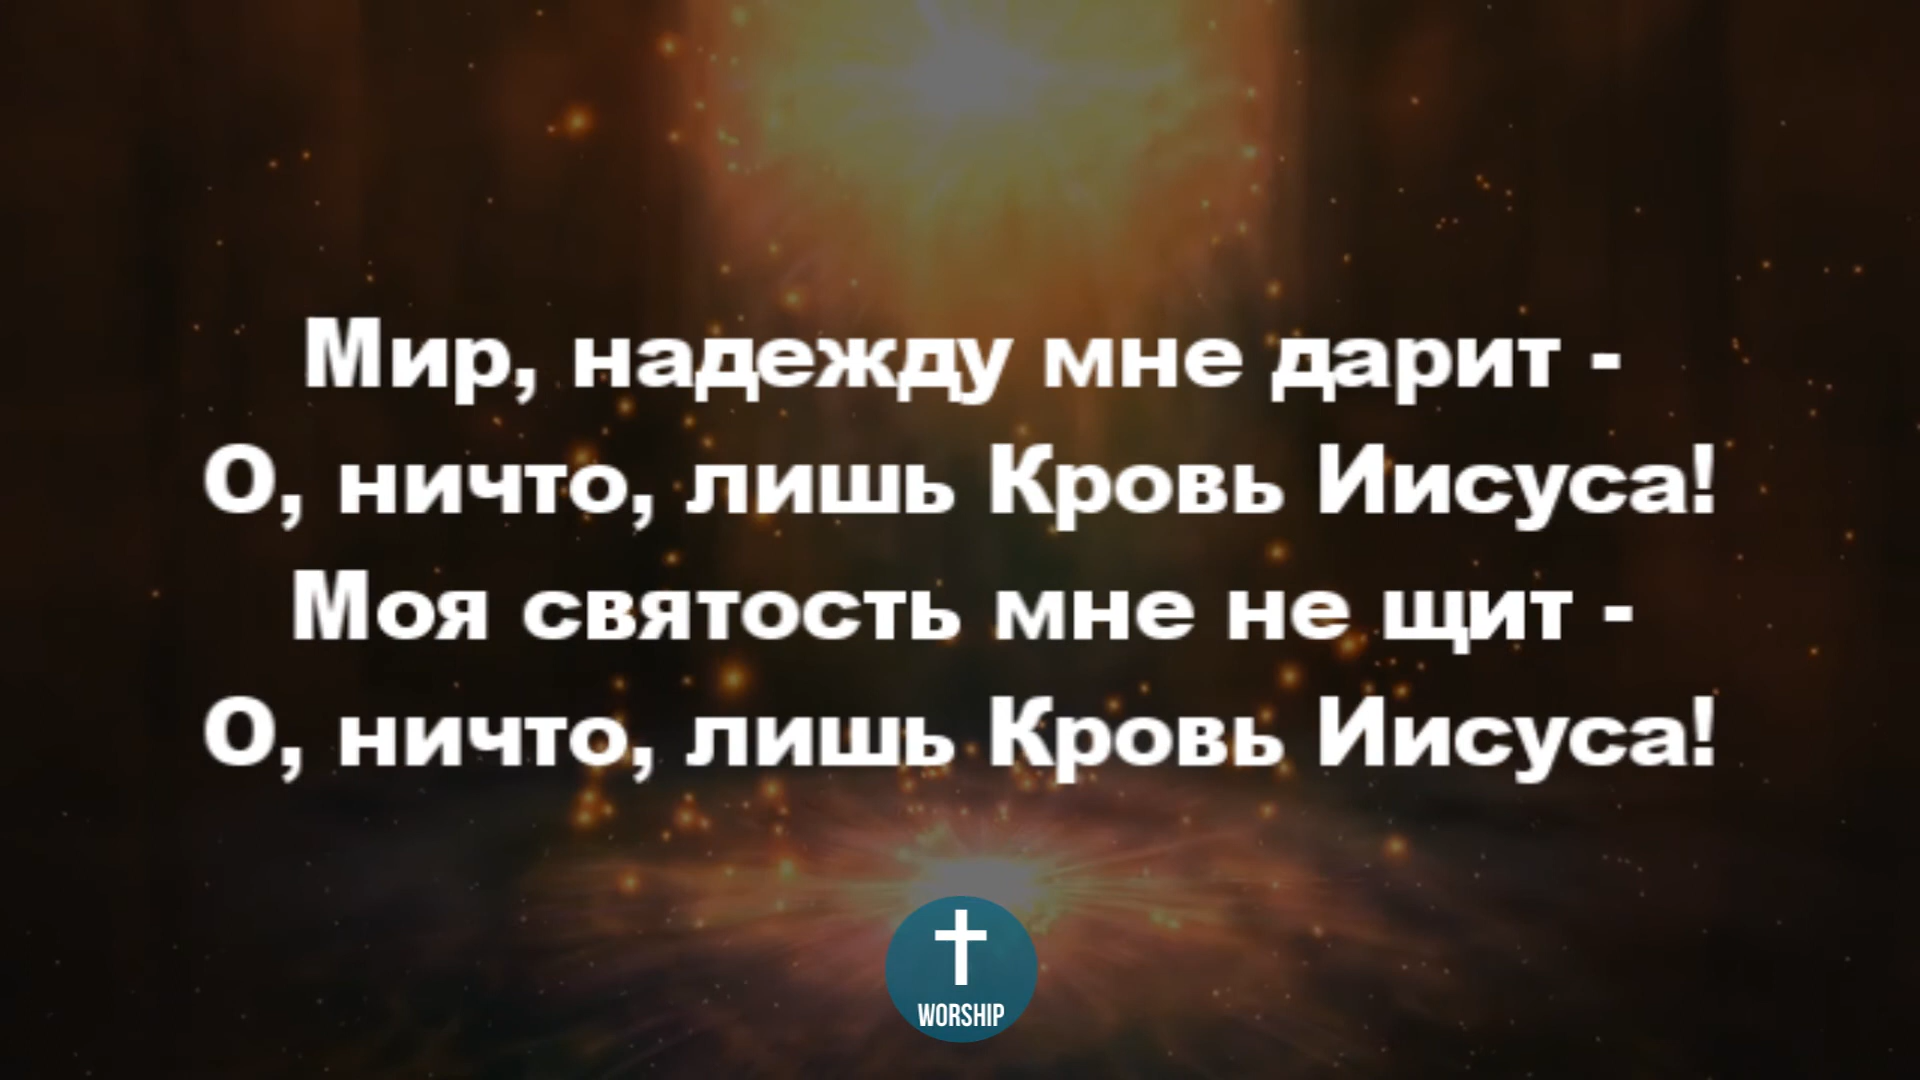 Мир, надежду мне дарит -
О, ничто, лишь Кровь Иисуса!
Моя святость мне не щит -
О, ничто, лишь Кровь Иисуса!
WORSHIP